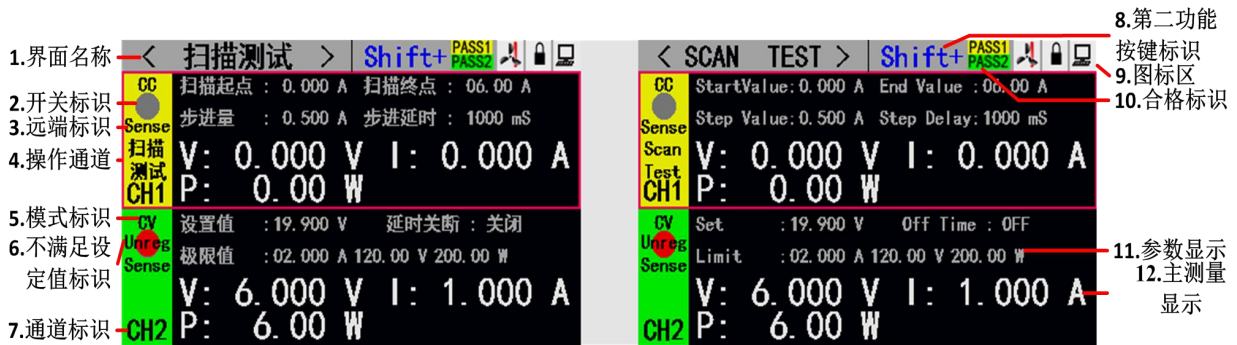 8.第二功能
按键标识
1.界面名称
< 扫描测试 > Shift+ PASS1 PASS2
< SCAN TEST > Shift+ PASS1 PASS2
9.图标区
10.合格标识
2.开关标识
3.远端标识
4.操作通道
CC
扫描起点 : 0.000 A 扫描终点 : 06.00 A
Sense
步进量 : 0.500 A 步进延时 : 1000 mS
扫描
测试
CH1
V: 0.000 V I: 0.000 A
P: 0.00 W
CC
StartValue:0.000 A End Value :06.00 A
Sense
Step Value:0.500 A Step Delay:1000 mS
Scan
Test
CH1
V: 0.000 V I: 0.000 A
P: 0.00 W
5.模式标识
6.不满足设
定值标识
7.通道标识
CV
设置值 :19.900 V 延时关断 : 关闭
Unreg
Sense
极限值 :02.000 A 120.00 V 200.00 W
V: 6.000 V I: 1.000 A
CH2
P: 6.00 W
CV
Set :19.900 V Off Time : OFF
Unreg
Sense
Limit :02.000 A 120.00 V 200.00 W
V: 6.000 V I: 1.000 A
CH2
P: 6.00 W
11.参数显示
12.主测量
显示